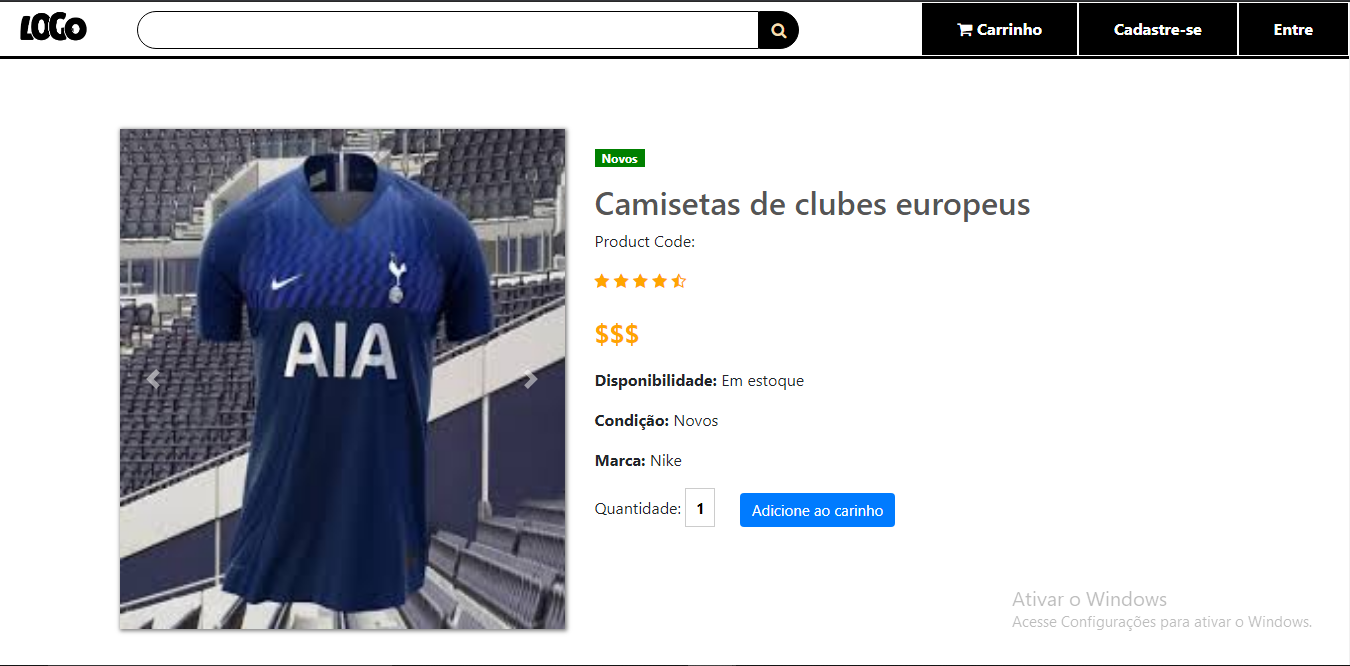 LOGO
Carrinho
Cadastre-se
Entre
Novos
Camisetas de clubes europeus
Product Code:
$$$
AIA
Disponibilidade: Em estoque
Condição: Novos
Marca: Nike
Quantidade: 1
Adicione ao carinho
Ativar o Windows
Acesse Configurações para ativar o Windows.